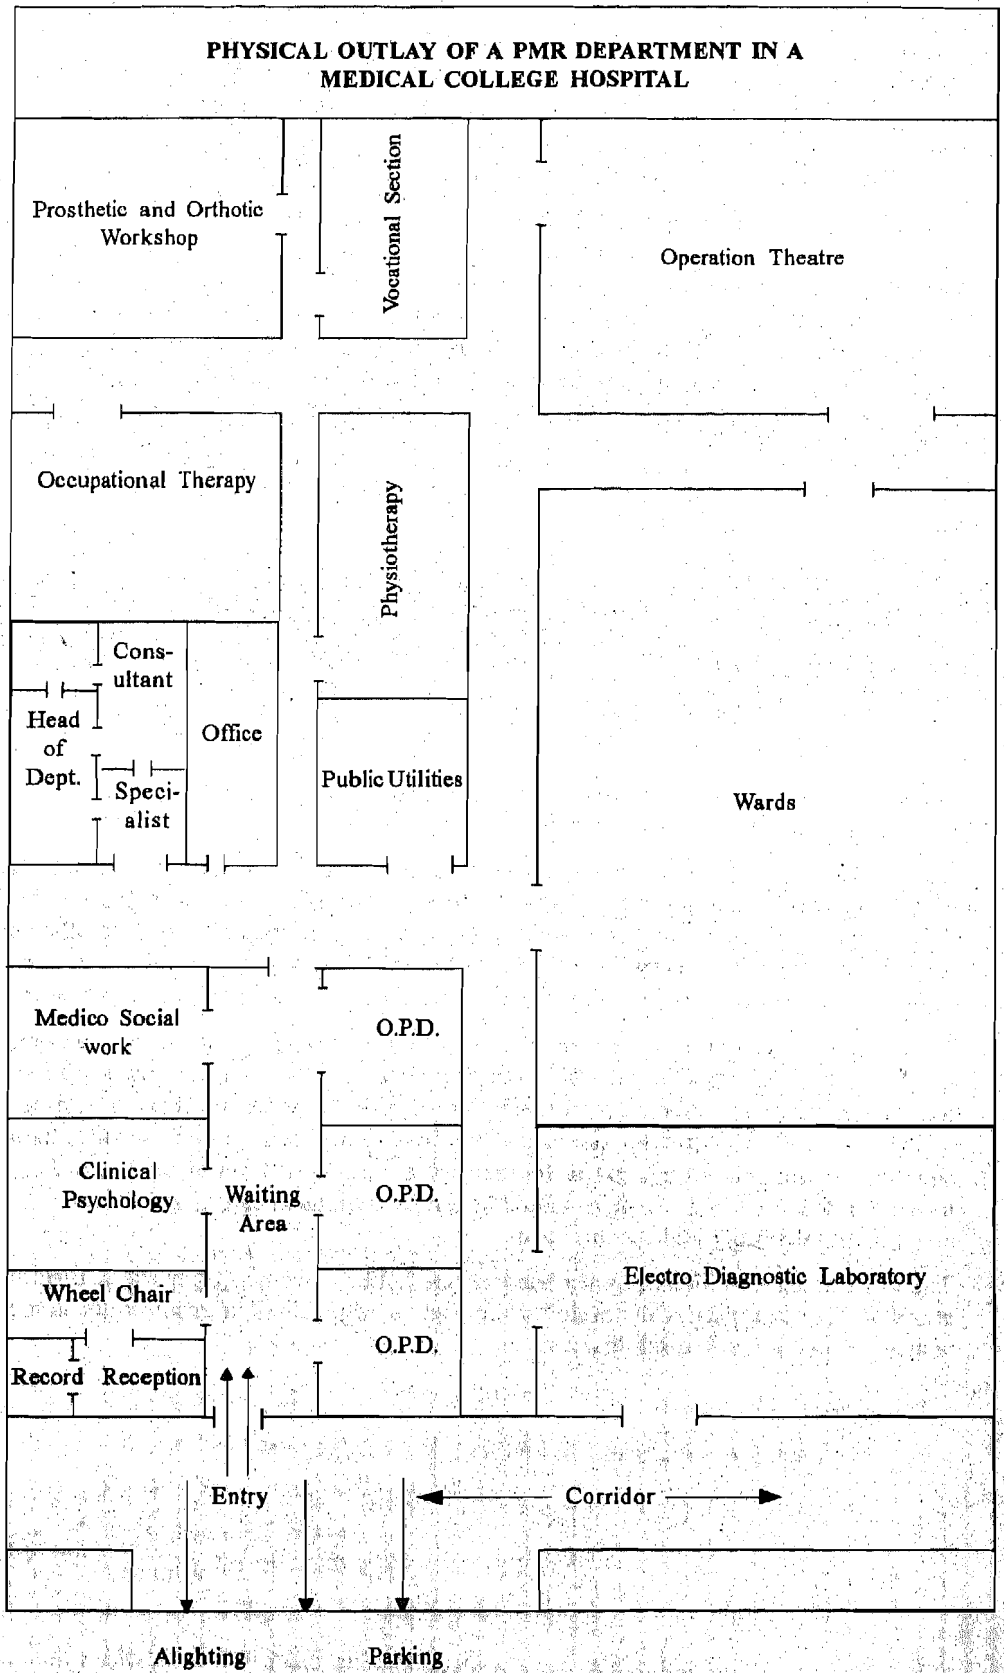 PHYSICAL OUTLAY OF A PMR DEPARTMENT IN A
MEDICAL COLLEGE HOSPITAL
Prosthetic and Orthotic
Workshop
Vocational Section
Operation Theatre
Occupational Therapy
Physiotherapy
Cons-
ultant
Head
of
Dept.
Office
Speci-
alist
Public Utilities
Wards
Medico Social
work
O.P.D.
Clinical
Psychology
Waiting
Area
O.P.D.
Wheel Chair
Electro Diagnostic Laboratory
O.P.D.
Record
Reception
Entry
Corridor
Alighting
Parking